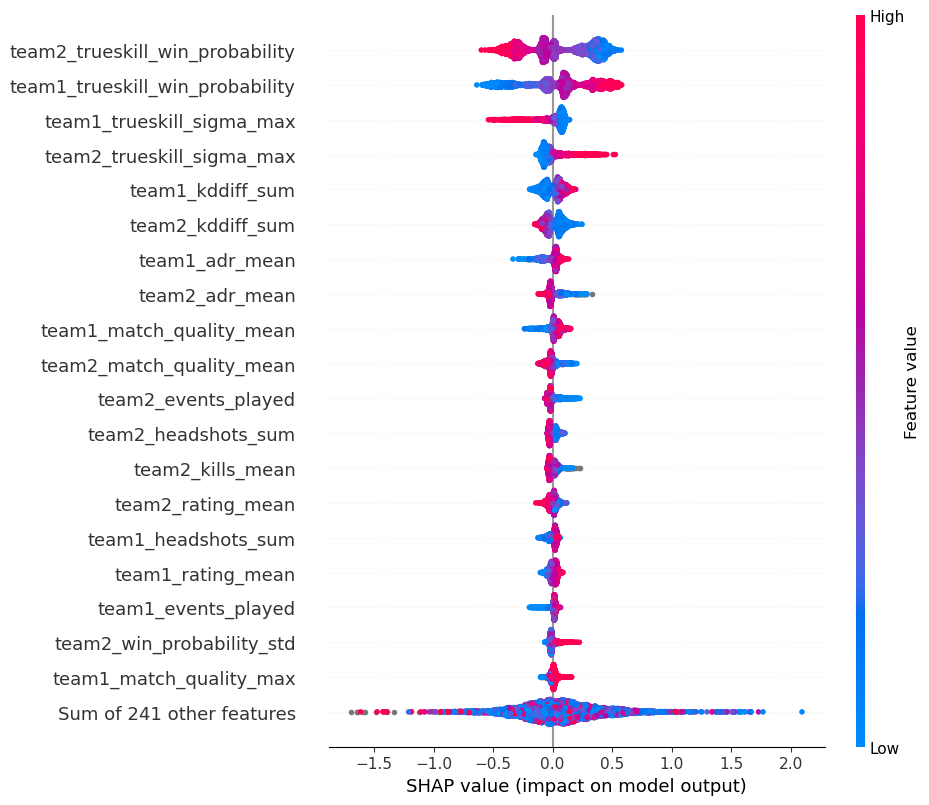 High
team2_trueskill_win_probability
team1_trueskill_win_probability
team1_trueskill_sigma_max
team2_trueskill_sigma_max
team1_kddiff_sum
team2_kddiff_sum
team1_adr_mean
team2_adr_mean
team1_match_quality_mean
team2_match_quality_mean
team2_events_played
team2_headshots_sum
team2_kills_mean
team2_rating_mean
team1_headshots_sum
team1_rating_mean
team1_events_played
team2_win_probability_std
team1_match_quality_max
Sum of 241 other features
Feature value
Low
−1.5 −1.0 −0.5 0.0 0.5 1.0 1.5 2.0
SHAP value (impact on model output)